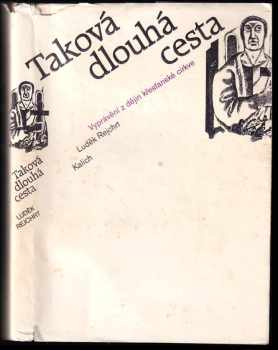 Taková
dlouhá
cesta
Vyprávění z dějin křesťanské církve
Luděk Rejchrt
Kalich
Taková
dlouhá
cesta
LUDĚK
REJCHRT